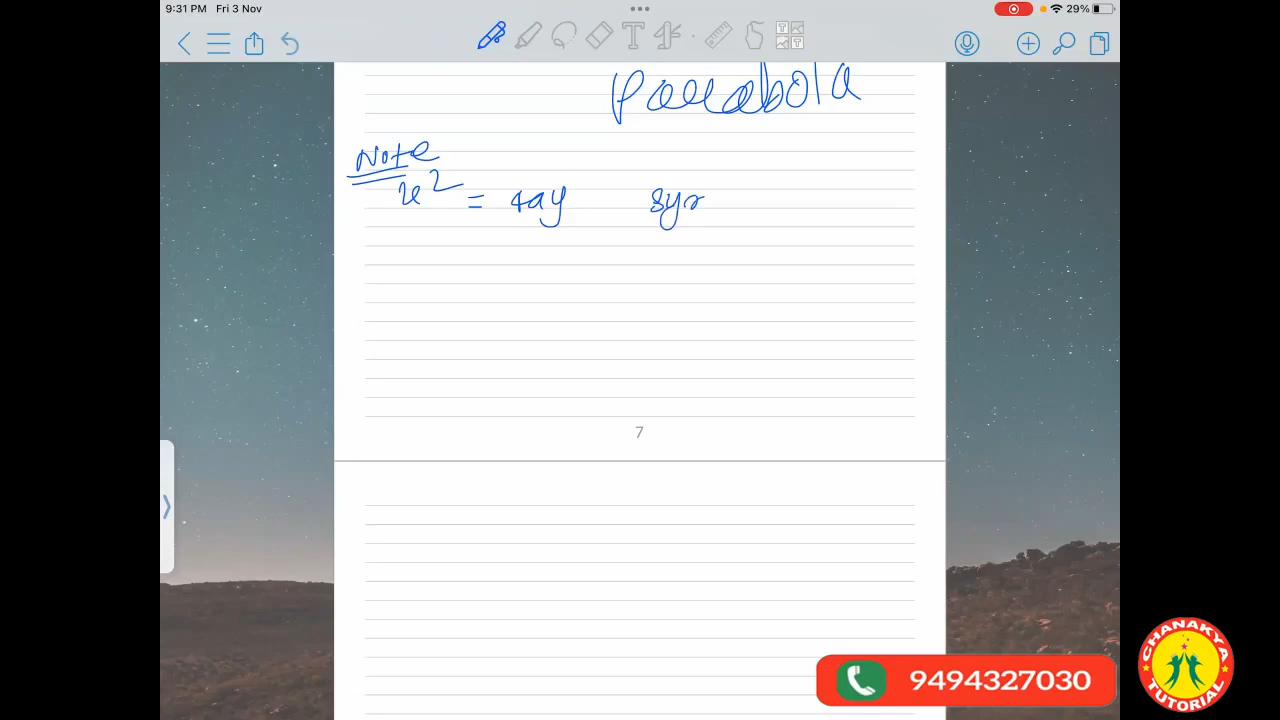 9:31 PM Fri 3 Nov
29%
Parabola
Note
x² = 4ay sym
7
9494327030
CHANAKYA
TUTORIAL